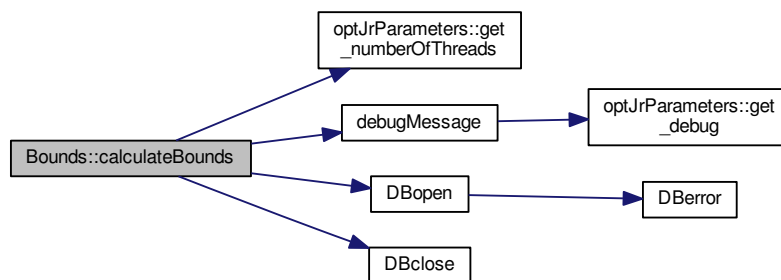 optJrParameters::get
_numberOfThreads
debugMessage
optJrParameters::get
_debug
Bounds::calculateBounds
DBopen
DBerror
DBclose